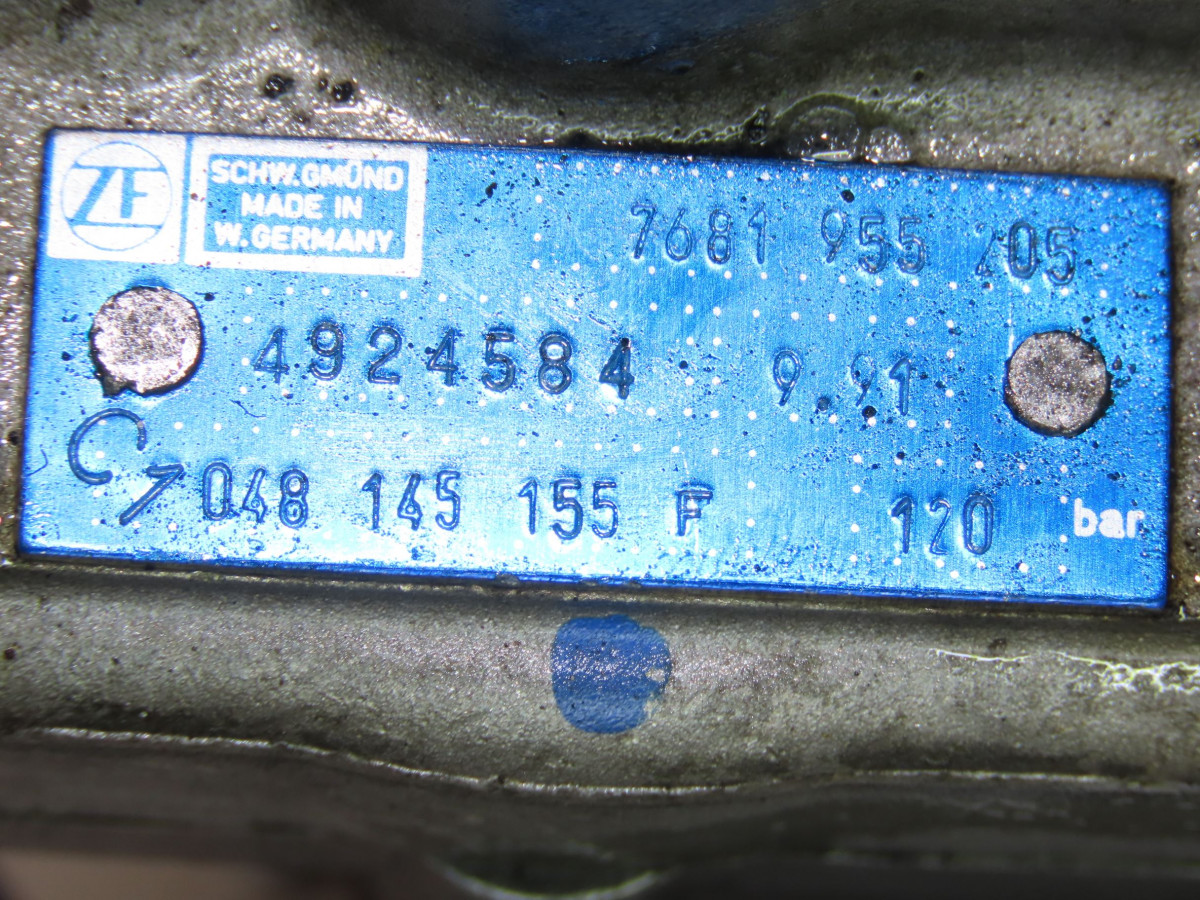 ZF
SCHW.GMÜND
MADE IN
W.GERMANY
7681 955 205
4924584 9.91
048 145 155 F 120 bar